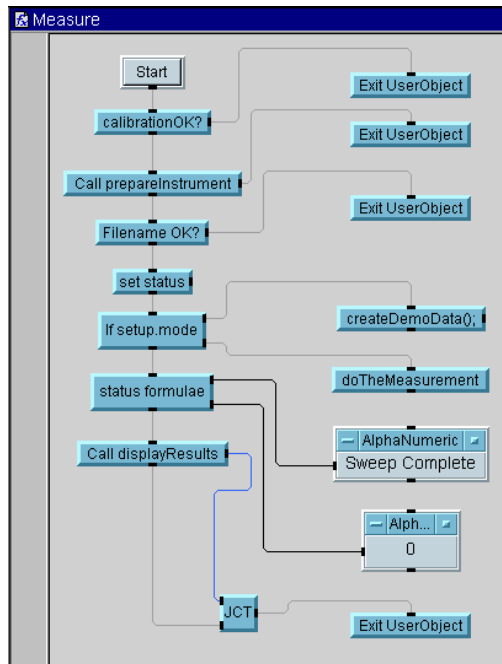 Measure
Start
Exit UserObject
calibrationOK?
Exit UserObject
Call prepareInstrument
Exit UserObject
Filename OK?
set status
createDemoData();
If setup.mode
doTheMeasurement
status formulae
AlphaNumeric
Sweep Complete
Call displayResults
Alph...
0
JCT
Exit UserObject